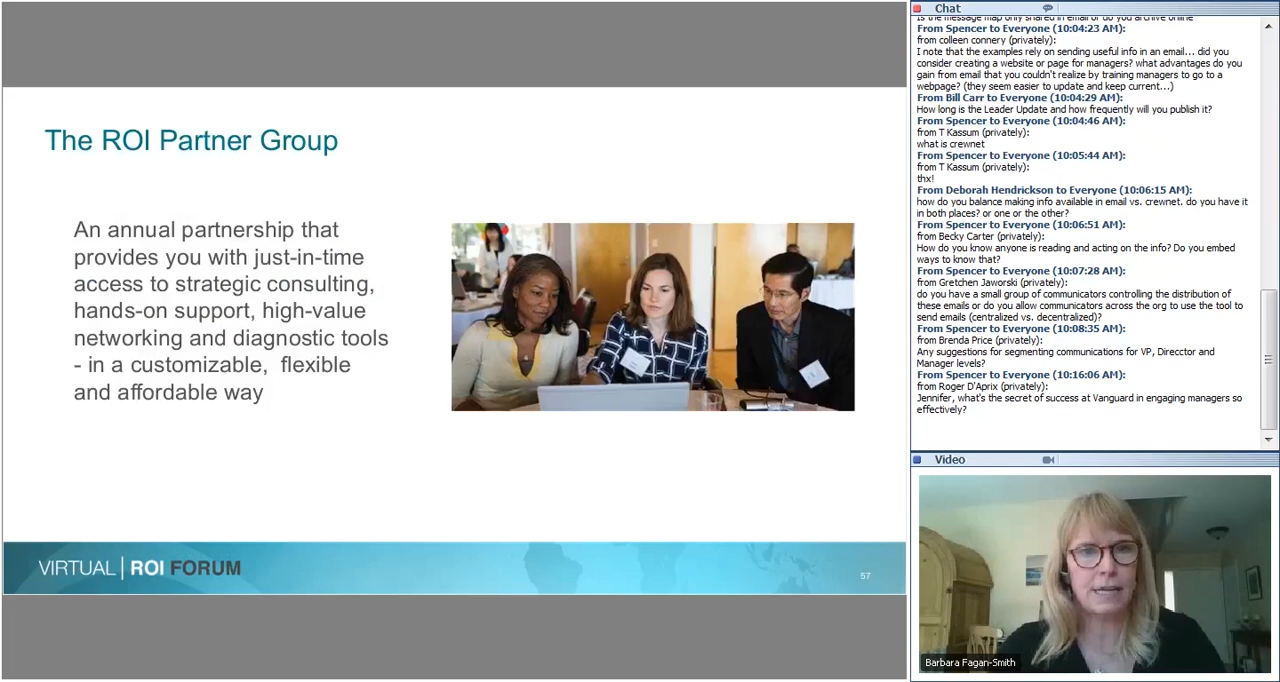 The ROI Partner Group
An annual partnership that
provides you with just-in-time
access to strategic consulting,
hands-on support, high-value
networking and diagnostic tools
- in a customizable,  flexible
and affordable way
VIRTUAL | ROI FORUM
57
Chat
is the message map only shared in email or do you archive online
From Spencer to Everyone (10:04:23 AM):
from colleen connery (privately):
I note that the examples rely on sending useful info in an email... did you
consider creating a website or page for managers? what advantages do you
gain from email that you couldn't realize by training managers to go to a
webpage? (they seem easier to update and keep current...)
From Bill Carr to Everyone (10:04:29 AM):
How long is the Leader Update and how frequently will you publish it?
From Spencer to Everyone (10:04:46 AM):
from T Kassum (privately):
what is crewnet
From Spencer to Everyone (10:05:44 AM):
from T Kassum (privately):
thx!
From Deborah Hendrickson to Everyone (10:06:15 AM):
how do you balance making info available in email vs. crewnet. do you have it
in both places? or one or the other?
From Spencer to Everyone (10:06:51 AM):
from Becky Carter (privately):
How do you know anyone is reading and acting on the info? Do you embed
ways to know that?
From Spencer to Everyone (10:07:28 AM):
from Gretchen Jaworski (privately):
do you have a small group of communicators controlling the distribution of
these emails or do you allow communicators across the org to use the tool to
send emails (centralized vs. decentralized)?
From Spencer to Everyone (10:08:35 AM):
from Brenda Price (privately):
Any suggestions for segmenting communications for VP, Direcctor and
Manager levels?
From Spencer to Everyone (10:16:06 AM):
from Roger D'Aprix (privately):
Jennifer, what's the secret of success at Vanguard in engaging managers so
effectively?
Video
Barbara Fagan-Smith